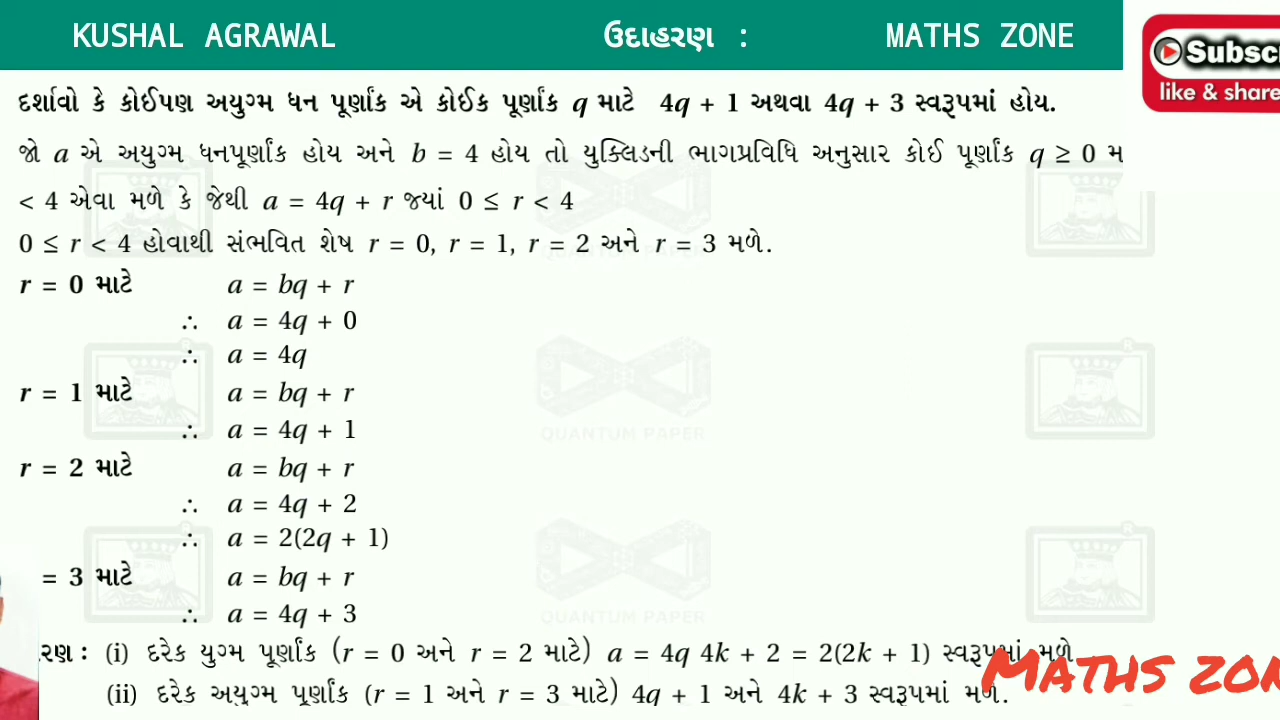 KUSHAL AGRAWAL ઉદાહરણ : MATHS ZONE
like & share
દર્શાવો કે કોઈપણ અયુગ્મ ધન પૂર્ણાંક એ કોઈક પૂર્ણાંક q માટે 4q + 1 અથવા 4q + 3 સ્વરૂપમાં હોય.
જો a એ અયુગ્મ ધનપૂર્ણાંક હોય અને b = 4 હોય તો યુક્લિડની ભાગપ્રવિધિ અનુસાર કોઈ પૂર્ણાંક q ≥ 0
< 4 એવા મળે કે જેથી a = 4q + r જ્યાં 0 ≤ r < 4
0 ≤ r < 4 હોવાથી સંભવિત શેષ r = 0, r = 1, r = 2 અને r = 3 મળે.
r = 0 માટે a = bq + r
∴ a = 4q + 0
∴ a = 4q
r = 1 માટે a = bq + r
∴ a = 4q + 1
r = 2 માટે a = bq + r
∴ a = 4q + 2
∴ a = 2(2q + 1)
= 3 માટે a = bq + r
∴ a = 4q + 3
(i) દરેક યુગ્મ પૂર્ણાંક (r = 0 અને r = 2 માટે) a = 4q 4k + 2 = 2(2k + 1) સ્વરૂપમાં મળે
(ii) દરેક અયુગ્મ પૂર્ણાંક (r = 1 અને r = 3 માટે) 4q + 1 અને 4k + 3 સ્વરૂપમાં મળે.
MATHS
QUANTUM PAPER
QUANTUM PAPER